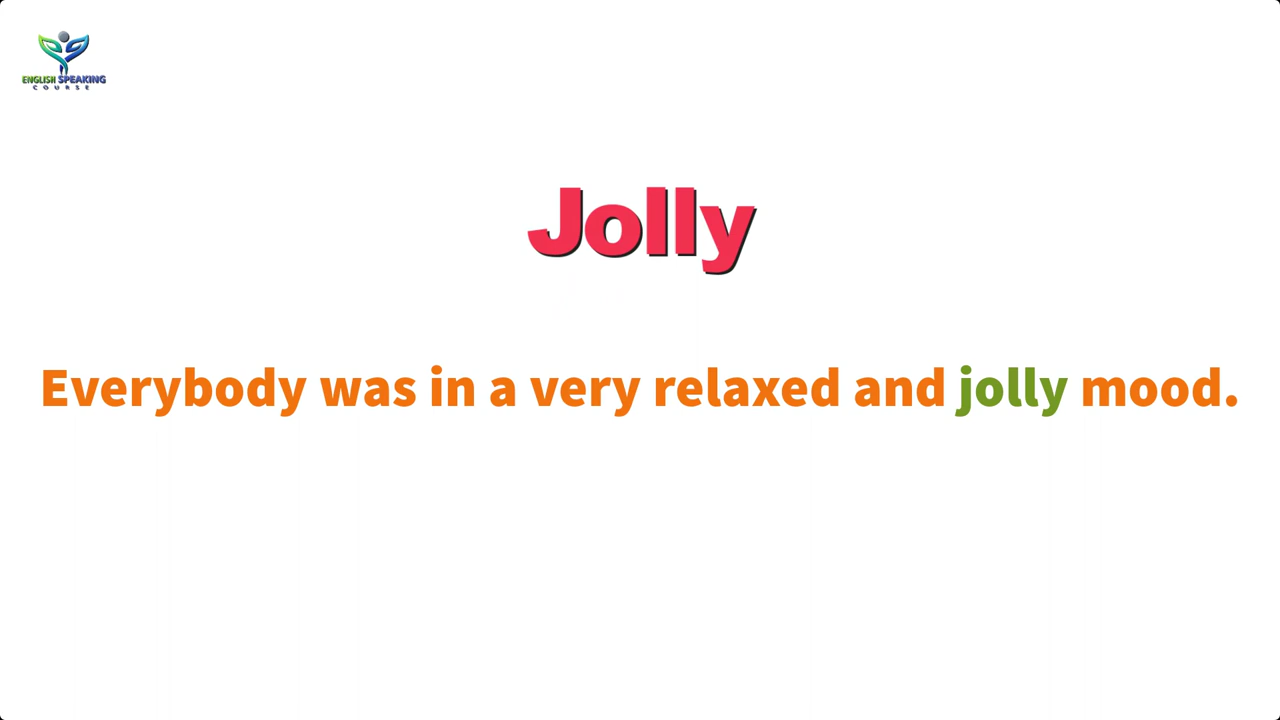 ENGLISH SPEAKING
COURSE
Jolly
Everybody was in a very relaxed and jolly mood.